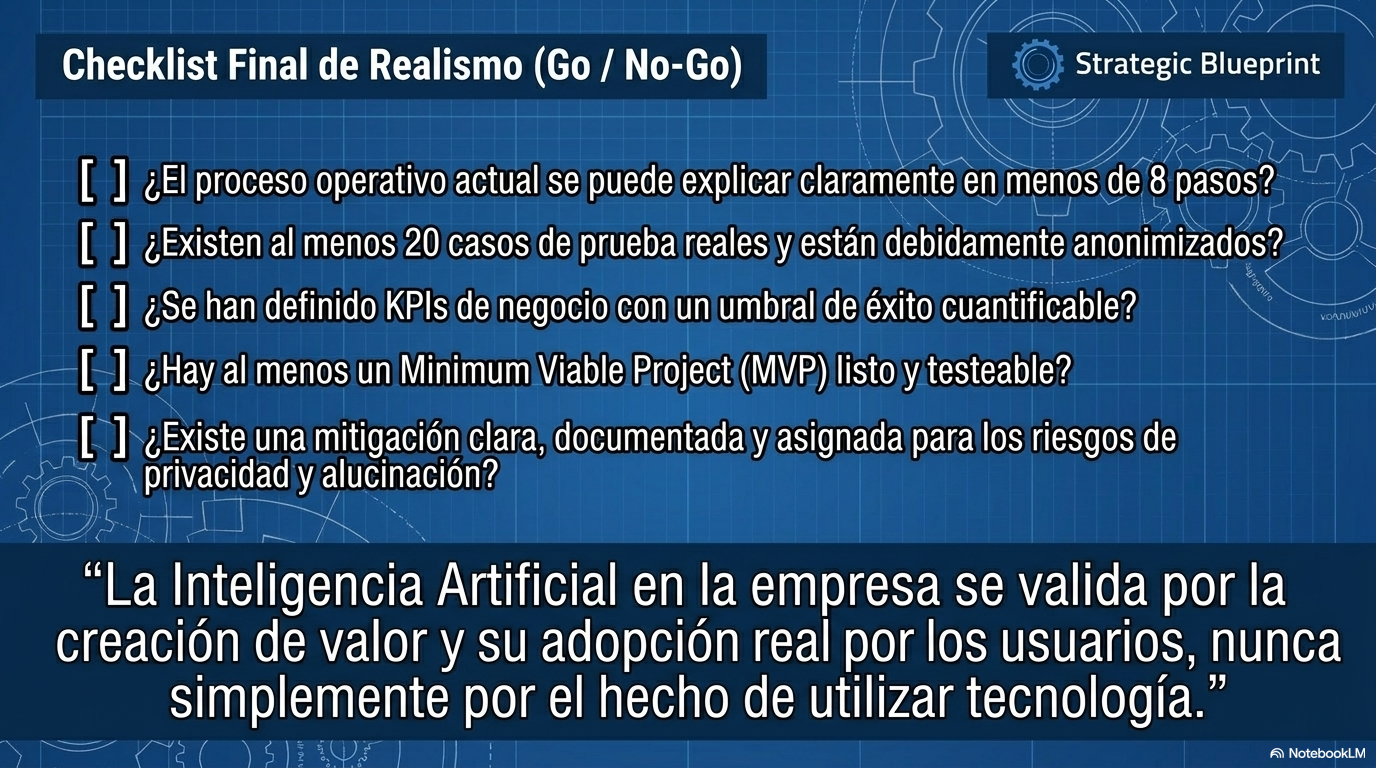 Checklist Final de Realismo (Go / No-Go)
Strategic Blueprint
[ ] ¿El proceso operativo actual se puede explicar claramente en menos de 8 pasos?
[ ] ¿Existen al menos 20 casos de prueba reales y están debidamente anonimizados?
[ ] ¿Se han definido KPIs de negocio con un umbral de éxito cuantificable?
[ ] ¿Hay al menos un Minimum Viable Project (MVP) listo y testeable?
[ ] ¿Existe una mitigación clara, documentada y asignada para los riesgos de
privacidad y alucinación?
“La Inteligencia Artificial en la empresa se valida por la
creación de valor y su adopción real por los usuarios, nunca
simplemente por el hecho de utilizar tecnología.”
NotebookLM